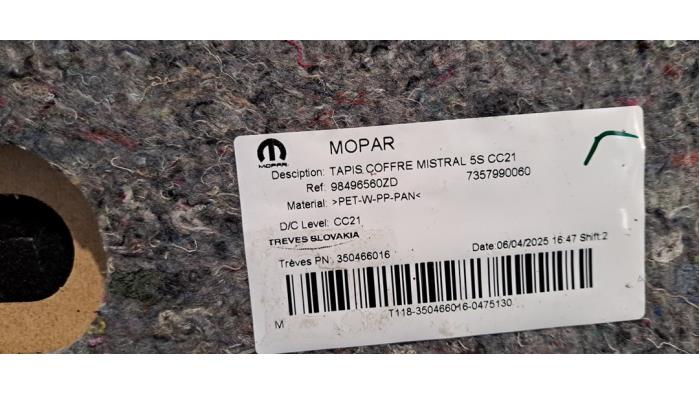 MOPAR
MOPAR
Desciption: TAPIS COFFRE MISTRAL 5S CC21
Ref: 98496560ZD 7357990060
Material: >PET-W-PP-PAN<
D/C Level: CC21
TREVES SLOVAKIA
Trèves PN: 350466016 Date 06/04/2025 16:47 Shift:2
M T118-350466016-0475130